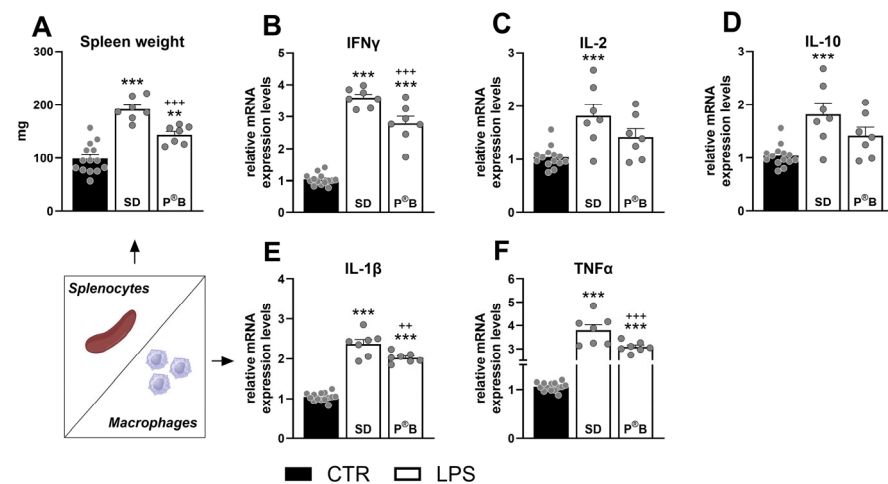 A
Spleen weight
mg
300
200
100
0
***
+++
**
SD
P®B
B
IFNγ
relative mRNA
expression levels
5
4
3
2
1
0
***
+++
***
SD
P®B
C
IL-2
relative mRNA
expression levels
3
2
1
0
***
SD
P®B
D
IL-10
relative mRNA
expression levels
3
2
1
0
***
SD
P®B
Splenocytes
Macrophages
E
IL-1β
relative mRNA
expression levels
4
3
2
1
0
***
++
***
SD
P®B
F
TNFα
relative mRNA
expression levels
6
5
4
3
1
0
***
+++
***
SD
P®B
CTR
LPS